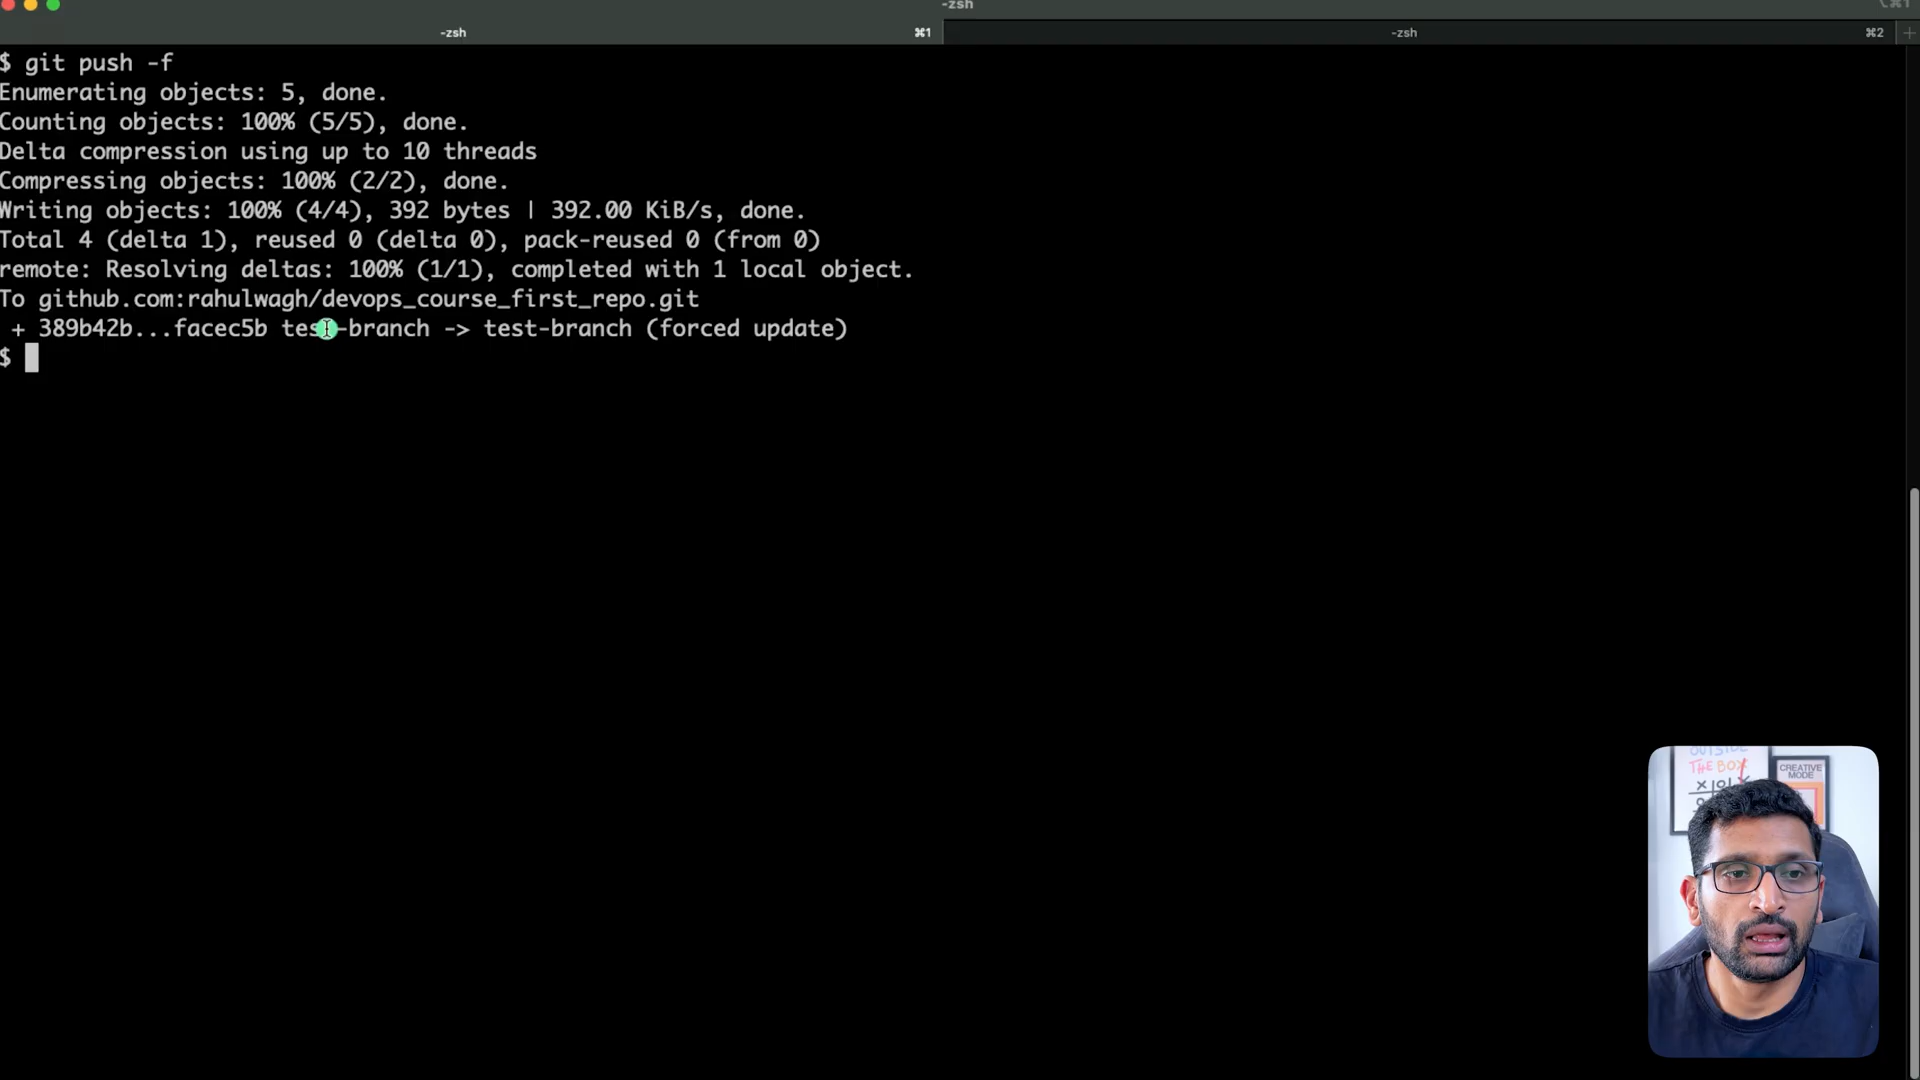 -zsh
⌥⌘1
-zsh ⌘1
-zsh ⌘2
$ git push -f
Enumerating objects: 5, done.
Counting objects: 100% (5/5), done.
Delta compression using up to 10 threads
Compressing objects: 100% (2/2), done.
Writing objects: 100% (4/4), 392 bytes | 392.00 KiB/s, done.
Total 4 (delta 1), reused 0 (delta 0), pack-reused 0 (from 0)
remote: Resolving deltas: 100% (1/1), completed with 1 local object.
To github.com:rahulwagh/devops_course_first_repo.git
+ 389b42b...facec5b test-branch -> test-branch (forced update)
$
OUTSIDE
THE BOX
X|O|X
CREATIVE
MODE